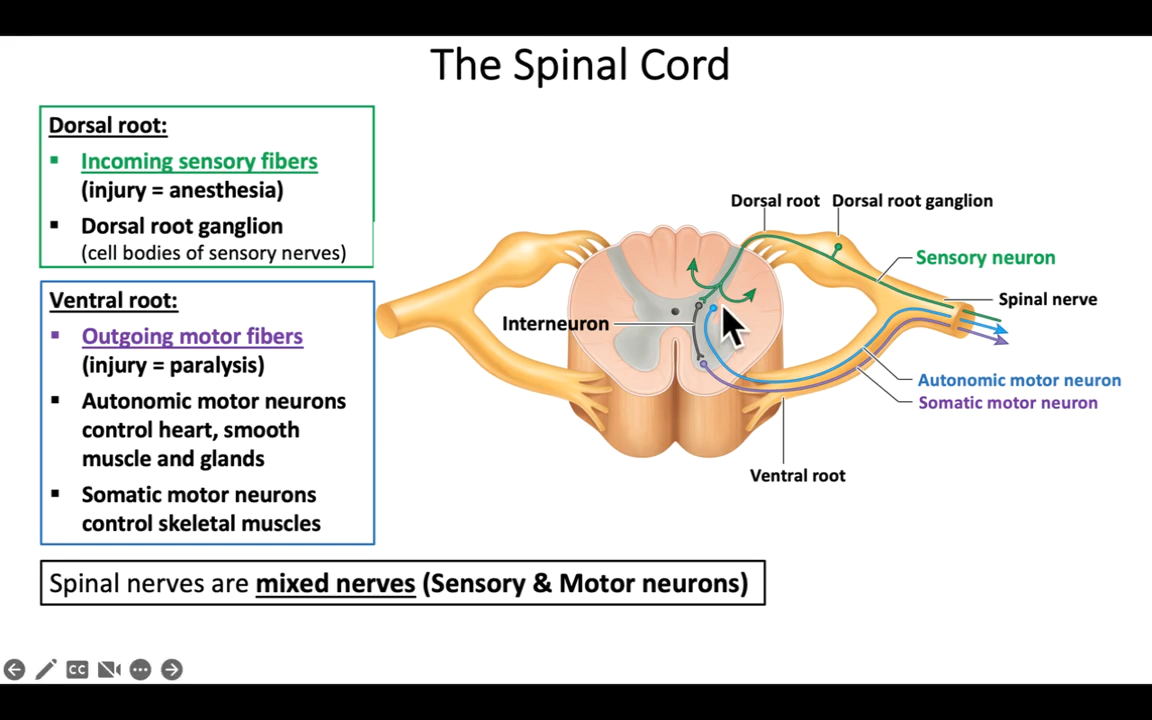 The Spinal Cord
Dorsal root:
▪ Incoming sensory fibers
(injury = anesthesia)
▪ Dorsal root ganglion
(cell bodies of sensory nerves)
Ventral root:
▪ Outgoing motor fibers
(injury = paralysis)
▪ Autonomic motor neurons
control heart, smooth
muscle and glands
▪ Somatic motor neurons
control skeletal muscles
Dorsal root
Dorsal root ganglion
Sensory neuron
Spinal nerve
Interneuron
Autonomic motor neuron
Somatic motor neuron
Ventral root
Spinal nerves are mixed nerves (Sensory & Motor neurons)
CC